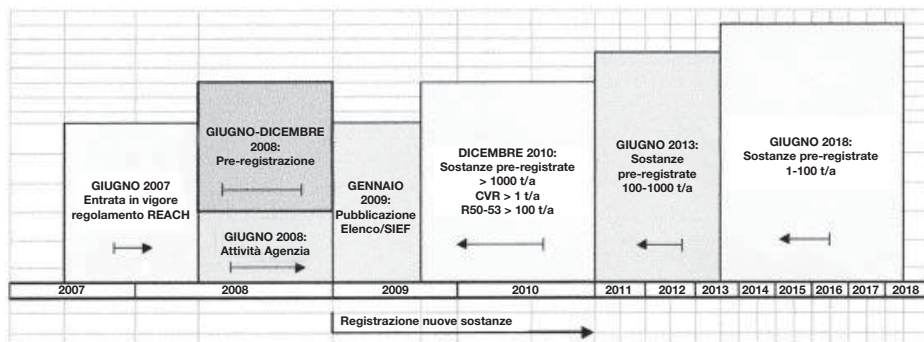 GIUGNO 2007
Entrata in vigore
regolamento REACH
GIUGNO-DICEMBRE
2008:
Pre-registrazione
GIUGNO 2008:
Attività Agenzia
GENNAIO
2009:
Pubblicazione
Elenco/SIEF
DICEMBRE 2010:
Sostanze pre-registrate
> 1000 t/a
CVR > 1 t/a
R50-53 > 100 t/a
GIUGNO 2013:
Sostanze
pre-registrate
100-1000 t/a
GIUGNO 2018:
Sostanze pre-registrate
1-100 t/a
2007 2008 2009 2010 2011 2012 2013 2014 2015 2016 2017 2018
Registrazione nuove sostanze